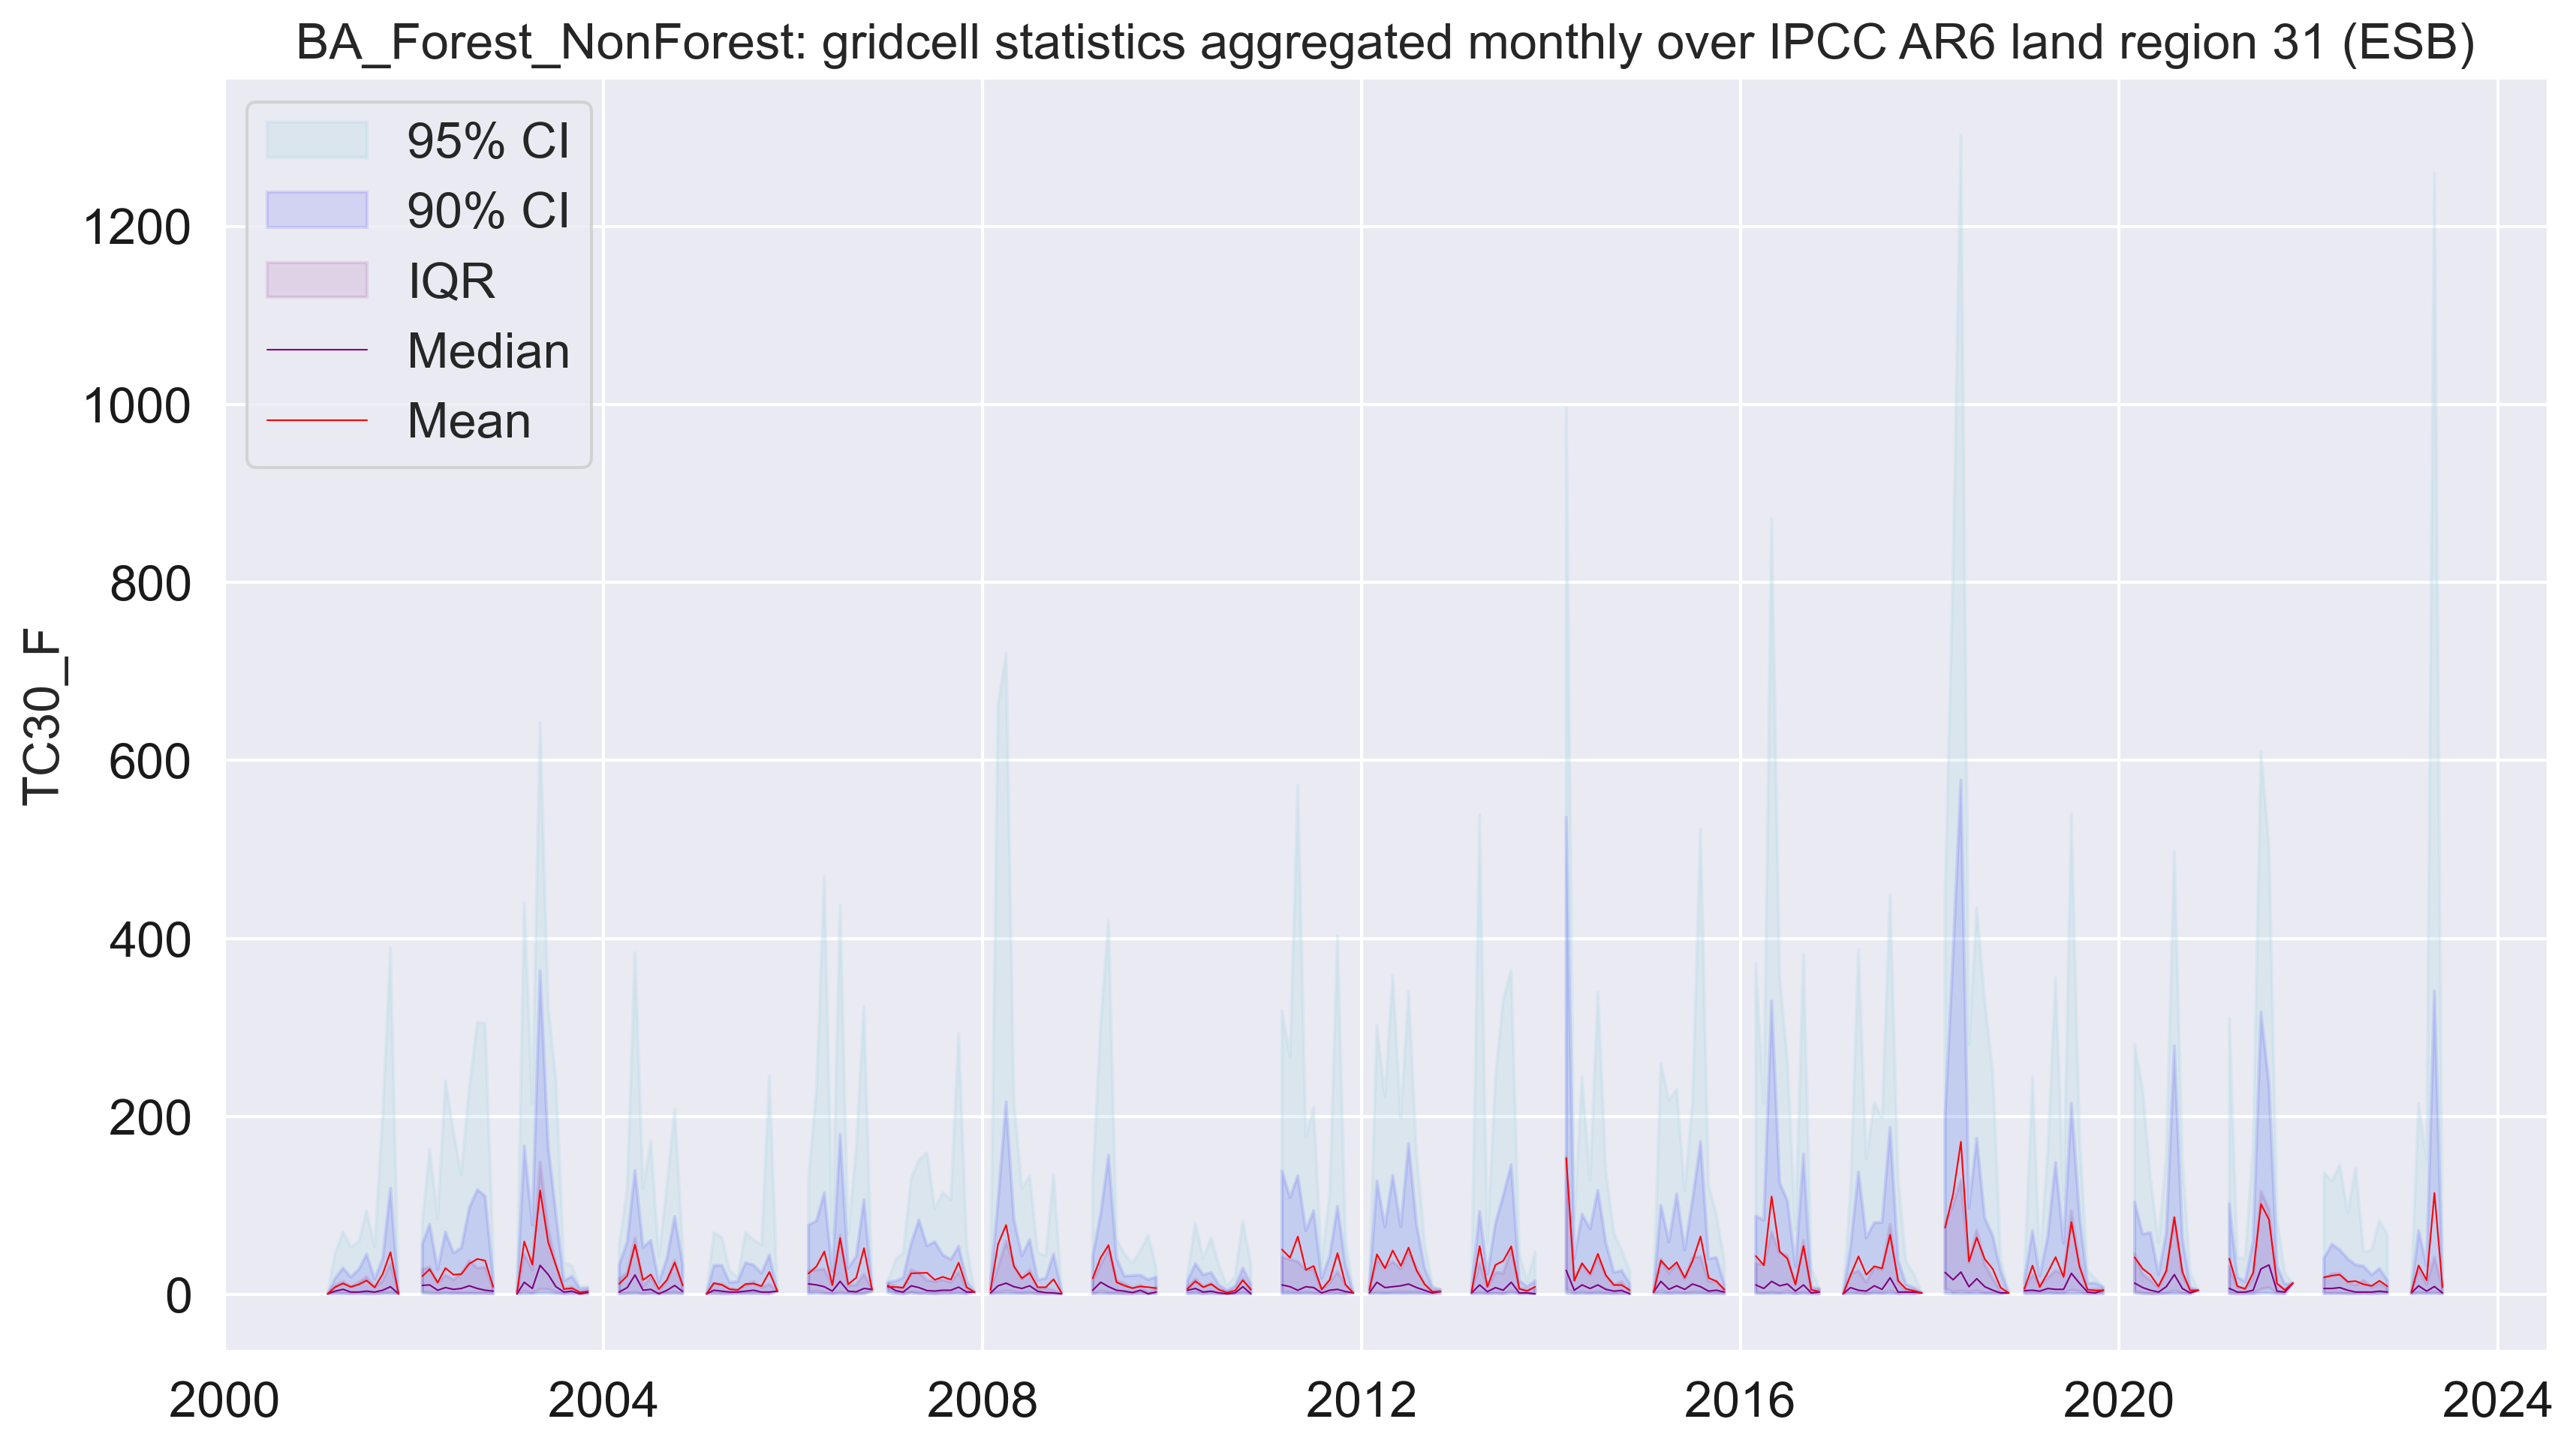 BA_Forest_NonForest: gridcell statistics aggregated monthly over IPCC AR6 land region 31 (ESB)
95% CI
90% CI
IQR
Median
Mean
TC30_F
1200
1000
800
600
400
200
0
2000 2004 2008 2012 2016 2020 2024